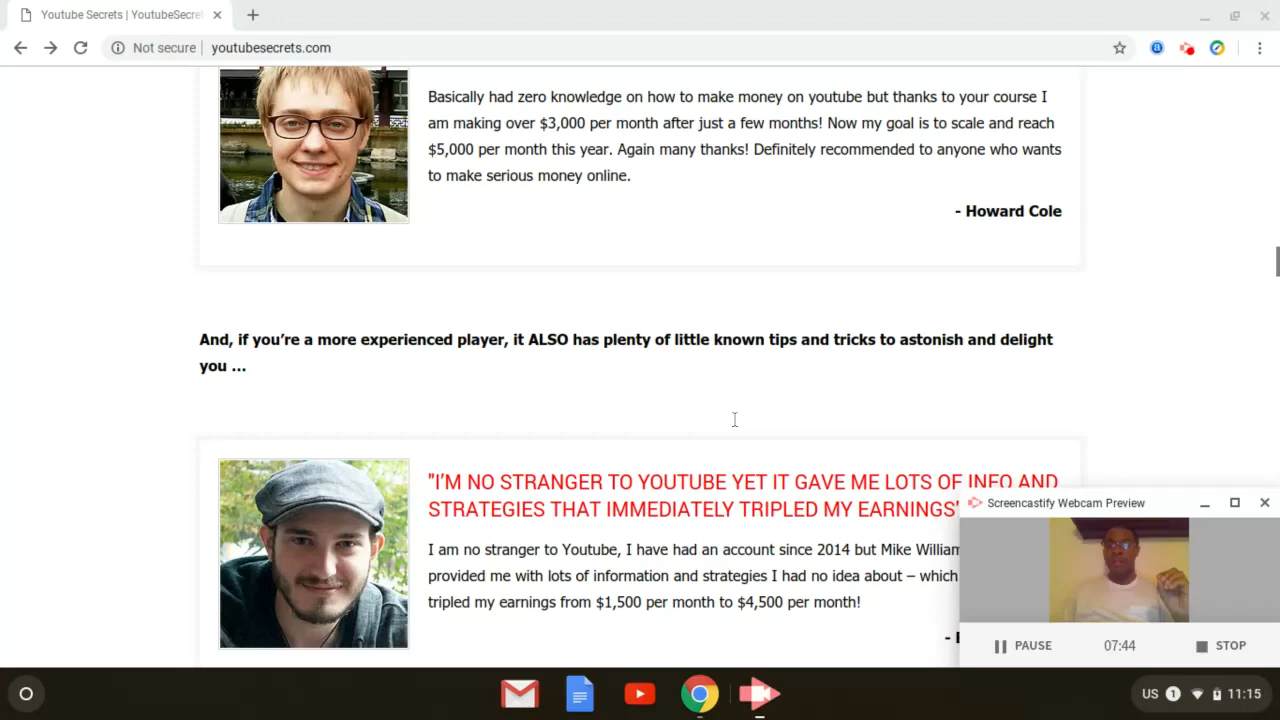 Youtube Secrets | YoutubeSecret
Not secure
youtubesecrets.com
Basically had zero knowledge on how to make money on youtube but thanks to your course I
am making over $3,000 per month after just a few months! Now my goal is to scale and reach
$5,000 per month this year. Again many thanks! Definitely recommended to anyone who wants
to make serious money online.
- Howard Cole
And, if you’re a more experienced player, it ALSO has plenty of little known tips and tricks to astonish and delight
you ...
"I’M NO STRANGER TO YOUTUBE YET IT GAVE ME LOTS OF INFO AND
STRATEGIES THAT IMMEDIATELY TRIPLED MY EARNINGS"
I am no stranger to Youtube, I have had an account since 2014 but Mike William
provided me with lots of information and strategies I had no idea about – which
tripled my earnings from $1,500 per month to $4,500 per month!
-
Screencastify Webcam Preview
PAUSE
07:44
STOP
US 1 11:15